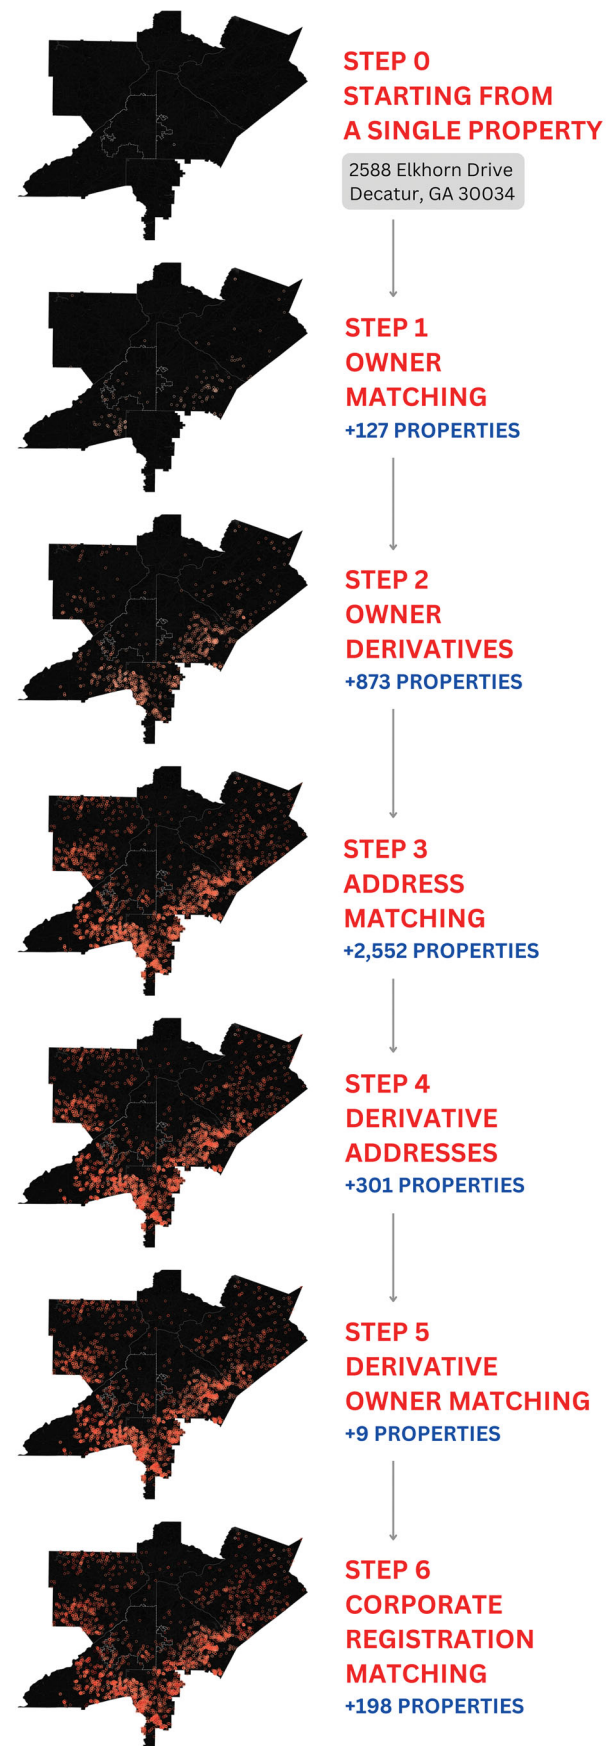 STEP 0
STARTING FROM
A SINGLE PROPERTY
2588 Elkhorn Drive
Decatur, GA 30034
STEP 1
OWNER
MATCHING
+127 PROPERTIES
STEP 2
OWNER
DERIVATIVES
+873 PROPERTIES
STEP 3
ADDRESS
MATCHING
+2,552 PROPERTIES
STEP 4
DERIVATIVE
ADDRESSES
+301 PROPERTIES
STEP 5
DERIVATIVE
OWNER MATCHING
+9 PROPERTIES
STEP 6
CORPORATE
REGISTRATION
MATCHING
+198 PROPERTIES